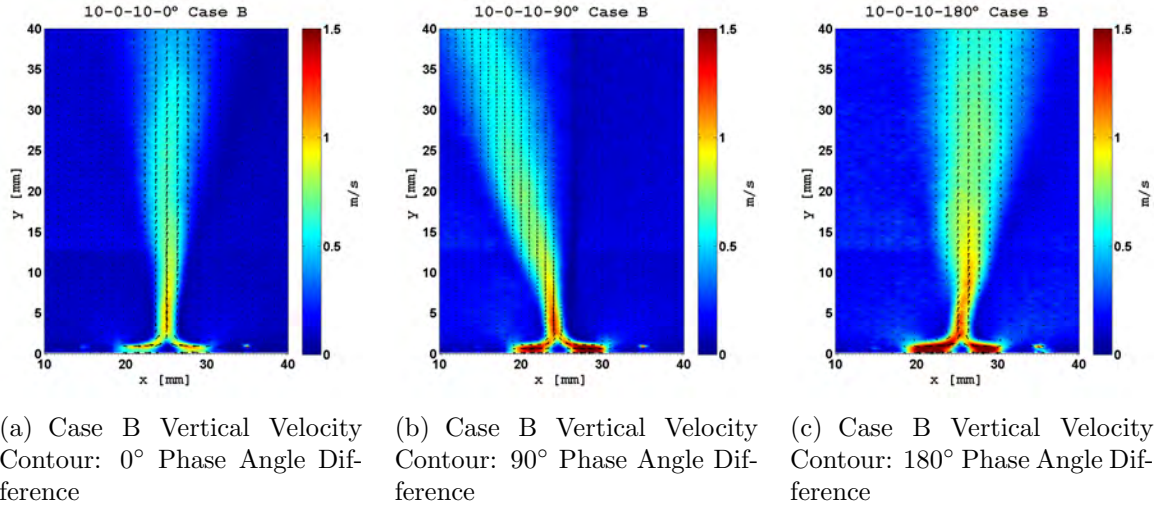 10-0-10-0° Case B
40
35
30
25
20
15
10
5
0
y [mm]
10
20
30
40
x [mm]
1.5
1
0.5
0
m/s
10-0-10-90° Case B
40
35
30
25
20
15
10
5
0
y [mm]
10
20
30
40
x [mm]
1.5
1
0.5
0
m/s
10-0-10-180° Case B
40
35
30
25
20
15
10
5
0
y [mm]
10
20
30
40
x [mm]
1.5
1
0.5
0
m/s
(a) Case B Vertical Velocity
Contour: 0° Phase Angle Dif-
ference
(b) Case B Vertical Velocity
Contour: 90° Phase Angle Dif-
ference
(c) Case B Vertical Velocity
Contour: 180° Phase Angle Dif-
ference